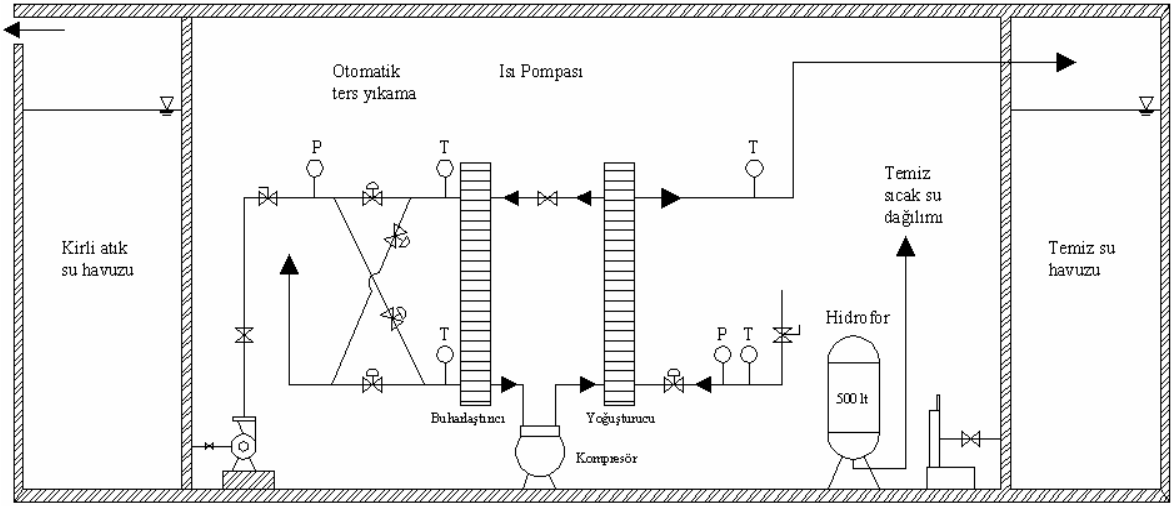 Otomatik
ters yıkama
Isı Pompası
P
T
T
Temiz
sıcak su
dağılımı
Kirli atık
su havuzu
Temiz su
havuzu
Hidrofor
T
P
T
500 lt
Buharlaştırıcı
Yoğuşturucu
Kompresör